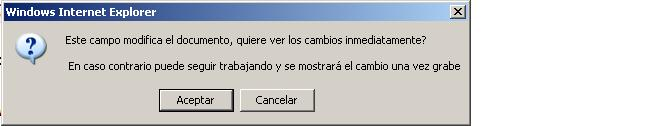 Windows Internet Explorer
Este campo modifica el documento, quiere ver los cambios inmediatamente?
En caso contrario puede seguir trabajando y se mostrará el cambio una vez grabe
Aceptar Cancelar